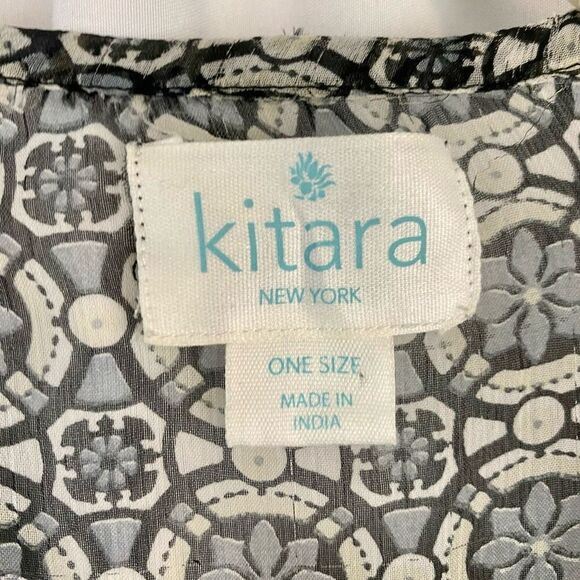 kitara
NEW YORK
ONE SIZE
MADE IN
INDIA